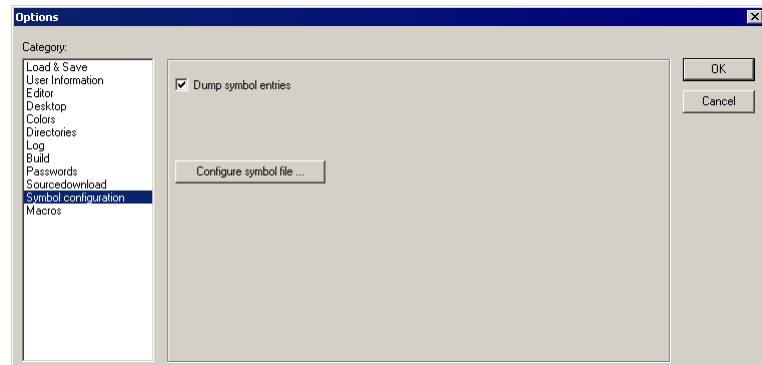 Options
Category:
Load & Save
User Information
Editor
Desktop
Colors
Directories
Log
Build
Passwords
Sourcedownload
Symbol configuration
Macros
Dump symbol entries
Configure symbol file ...
OK
Cancel